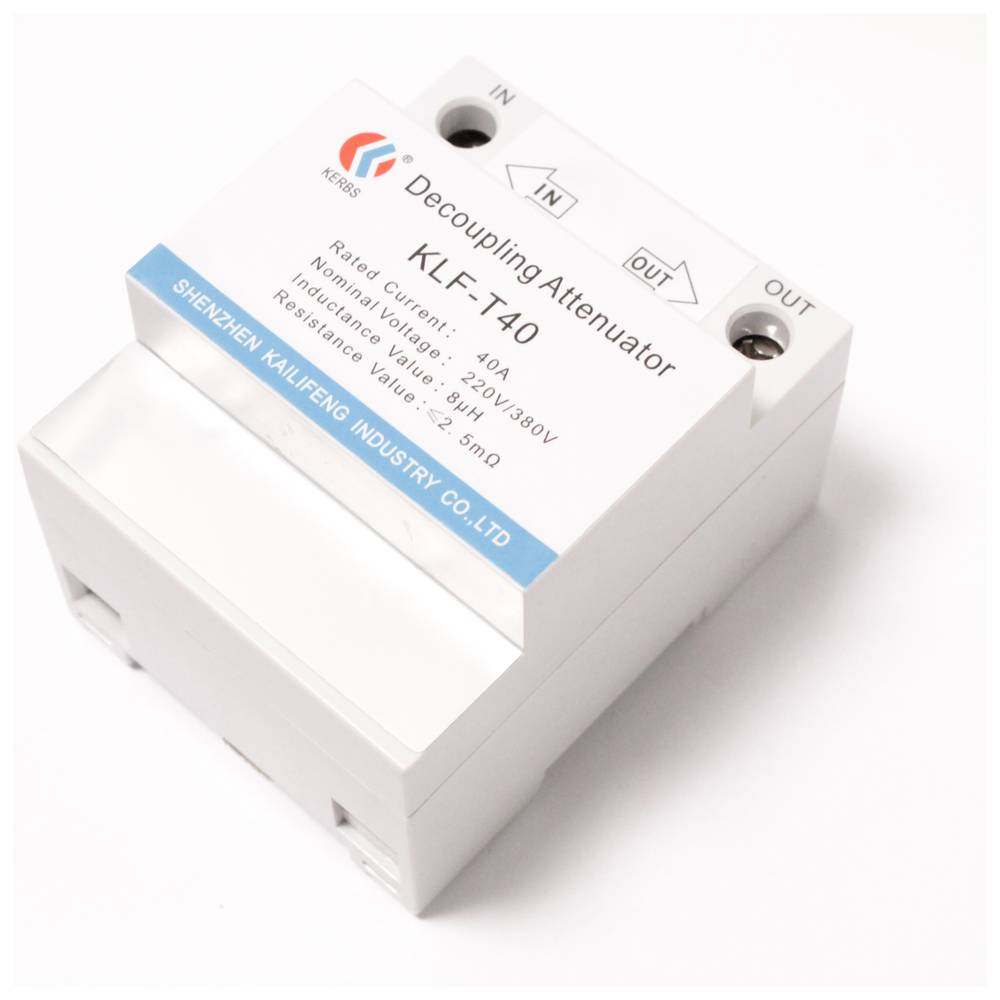 IN
IN
OUT
OUT
KERBS
®
Decoupling Attenuator
KLF-T40
Rated Current: 40A
Nominal Voltage: 220V/380V
Inductance Value: 8μH
Resistance Value: ≤2.5mΩ
SHENZHEN KAILIFENG INDUSTRY CO.,LTD